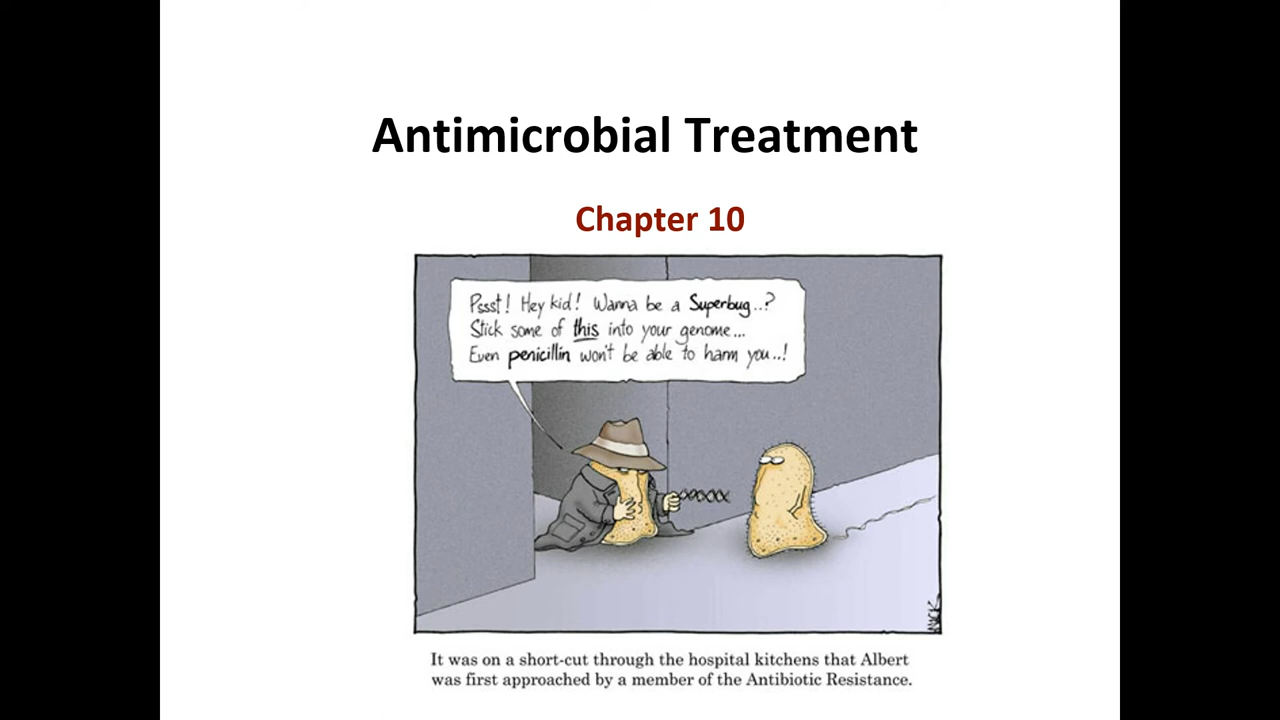 Antimicrobial Treatment
Chapter 10
Pssst! Hey kid! Wanna be a Superbug..?
Stick some of this into your genome...
Even penicillin won't be able to harm you..!
NICK
It was on a short-cut through the hospital kitchens that Albert
was first approached by a member of the Antibiotic Resistance.